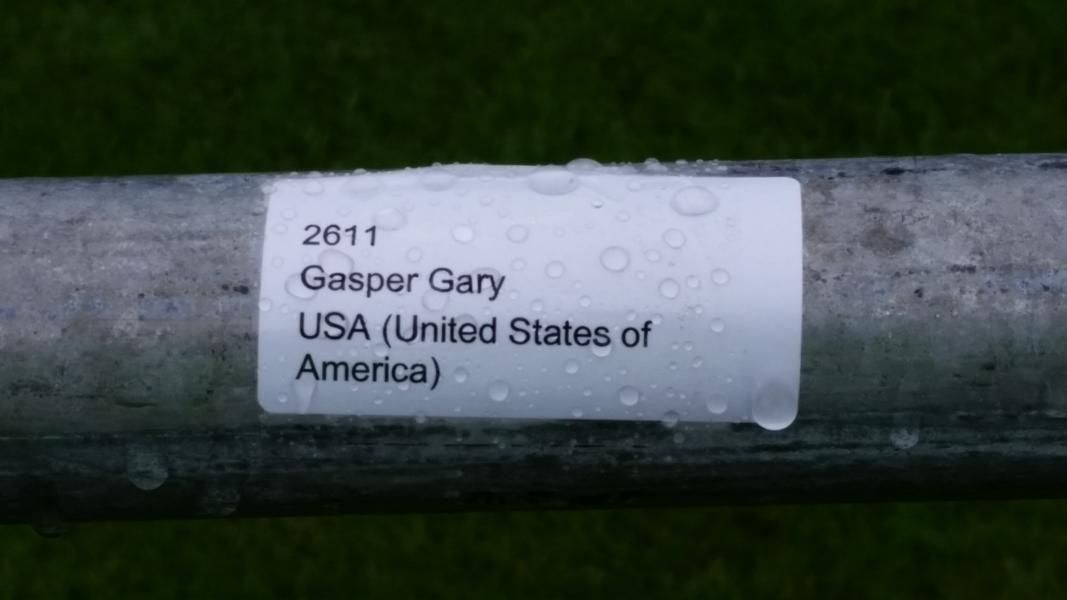 2611
Gasper Gary
USA (United States of
America)